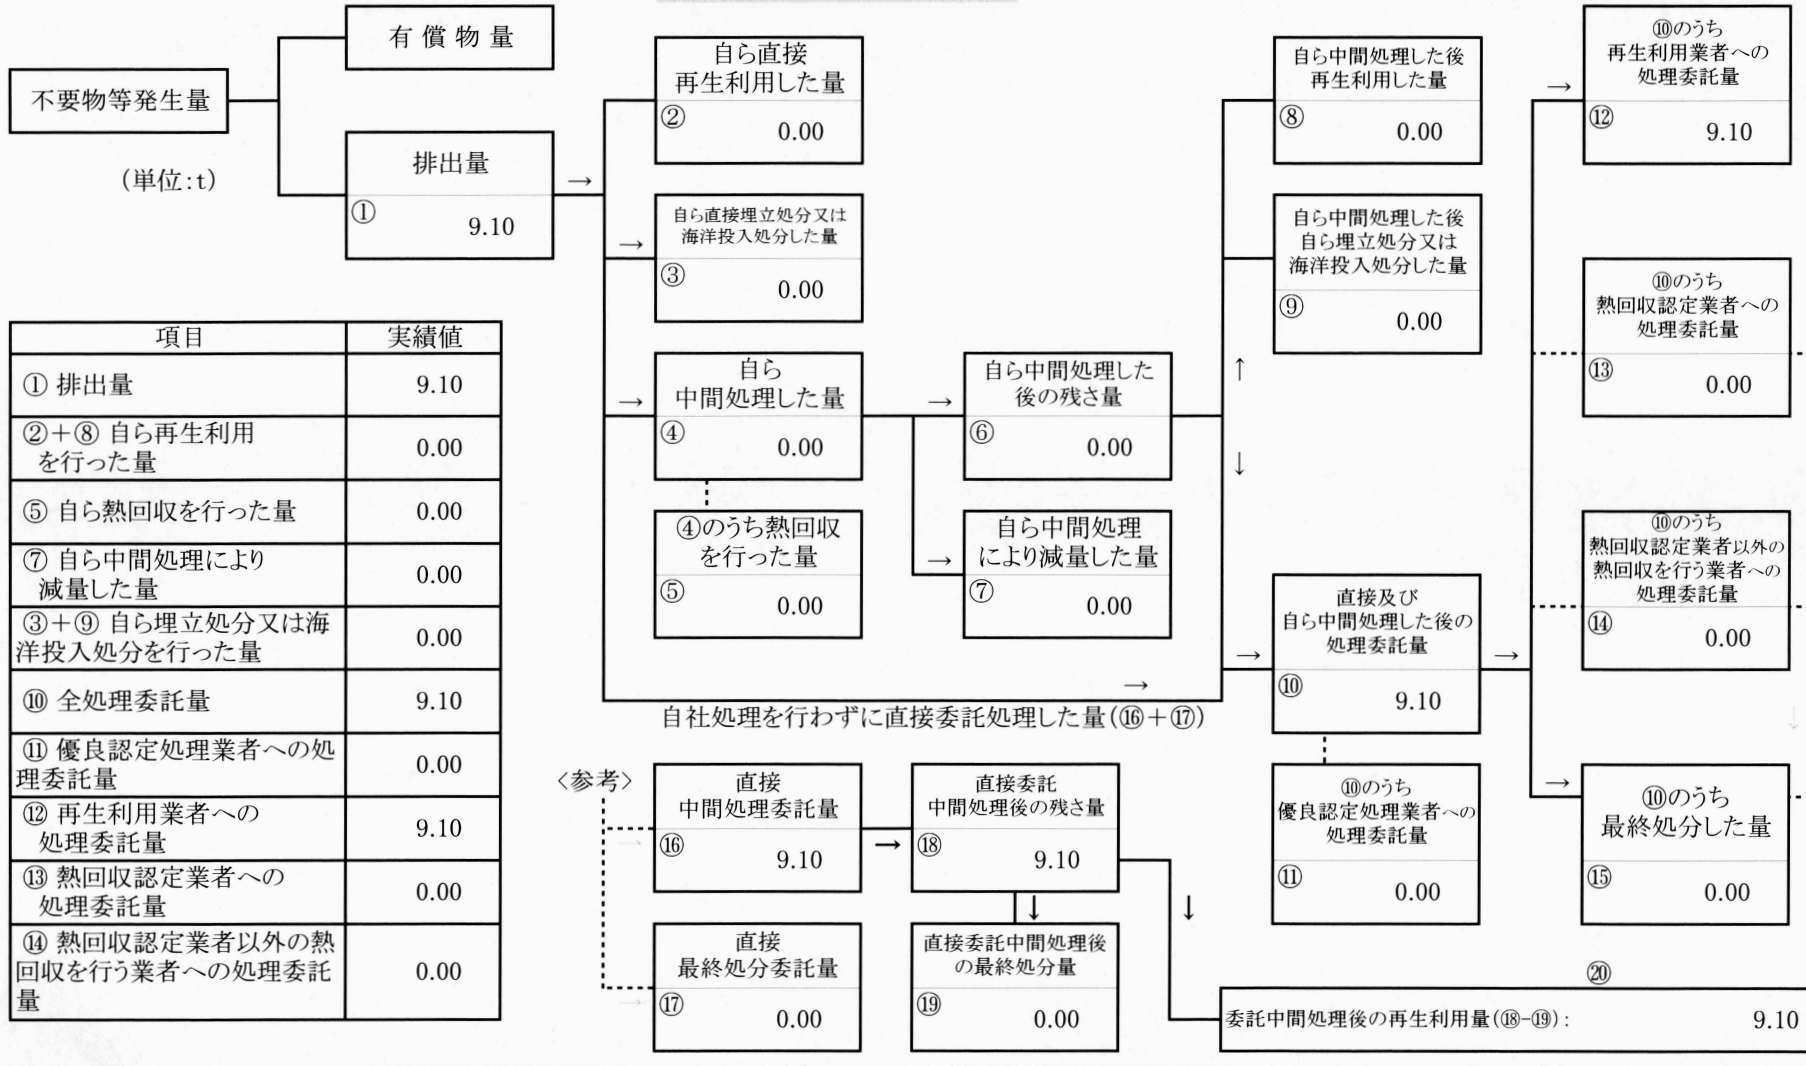 不要物等発生量
(単位:t)
有償物量
排出量
①
9.10
自ら直接
再生利用した量
②
0.00
自ら直接埋立処分又は
海洋投入処分した量
③
0.00
自ら
中間処理した量
④
0.00
④のうち熱回収
を行った量
⑤
0.00
自ら中間処理した
後の残さ量
⑥
0.00
自ら中間処理
により減量した量
⑦
0.00
自ら中間処理した後
再生利用した量
⑧
0.00
自ら中間処理した後
自ら埋立処分又は
海洋投入処分した量
⑨
0.00
直接及び
自ら中間処理した後の
処理委託量
⑩
9.10
⑩のうち
優良認定処理業者への
処理委託量
⑪
0.00
⑩のうち
再生利用業者への
処理委託量
⑫
9.10
⑩のうち
熱回収認定業者への
処理委託量
⑬
0.00
⑩のうち
熱回収認定業者以外の
熱回収を行う業者への
処理委託量
⑭
0.00
⑩のうち
最終処分した量
⑮
0.00
自社処理を行わずに直接委託処理した量(⑯+⑰)
〈参考〉
直接
中間処理委託量
⑯
9.10
直接
最終処分委託量
⑰
0.00
直接委託
中間処理後の残さ量
⑱
9.10
直接委託中間処理後
の最終処分量
⑲
0.00
⑳
委託中間処理後の再生利用量(⑱-⑲): 9.10
項目 実績値
① 排出量 9.10
②+⑧ 自ら再生利用
を行った量 0.00
⑤ 自ら熱回収を行った量 0.00
⑦ 自ら中間処理により
減量した量 0.00
③+⑨ 自ら埋立処分又は海
洋投入処分を行った量 0.00
⑩ 全処理委託量 9.10
⑪ 優良認定処理業者への処
理委託量 0.00
⑫ 再生利用業者への
処理委託量 9.10
⑬ 熱回収認定業者への
処理委託量 0.00
⑭ 熱回収認定業者以外の熱
回収を行う業者への処理委託
量 0.00